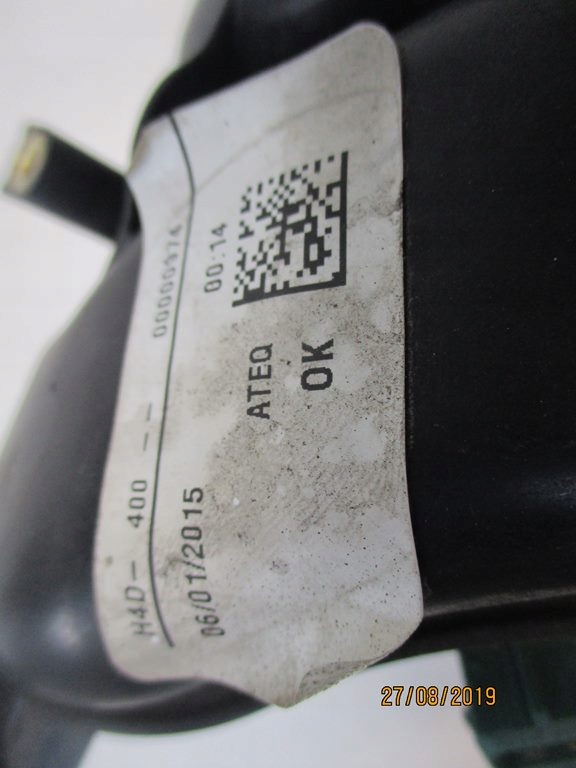 H4D- 400 -- 00000974
06/01/2015 00:14
ATEQ
OK
27/08/2019